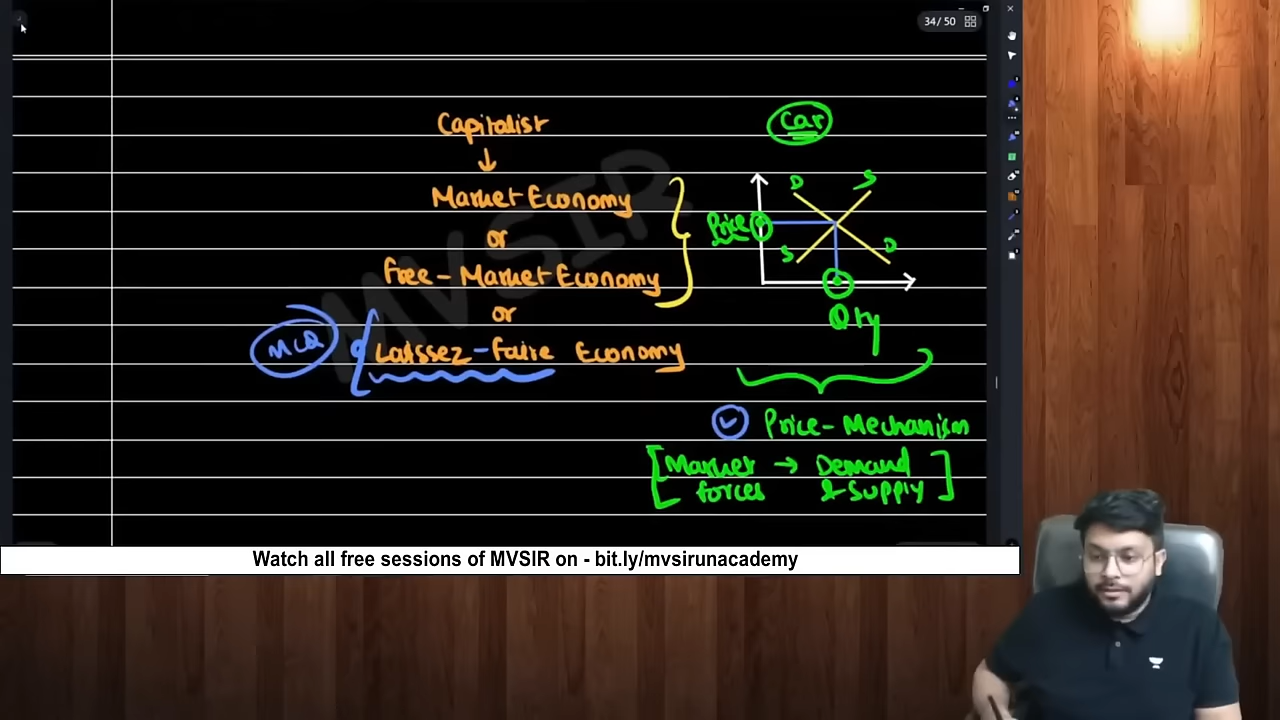 34/50
Capitalist
Market Economy
or
Free-Market Economy
or
Laissez-faire Economy
MCQ
MVSIR
Car
D
S
Price
S
D
Qty
Price-Mechanism
Market → Demand
forces & Supply
Watch all free sessions of MVSIR on - bit.ly/mvsirunacademy